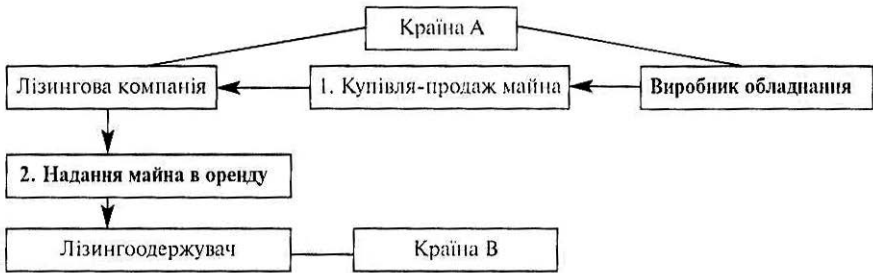 Країна А
Лізингова компанія
1. Купівля-продаж майна
Виробник обладнання
2. Надання майна в оренду
Лізингоодержувач
Країна В